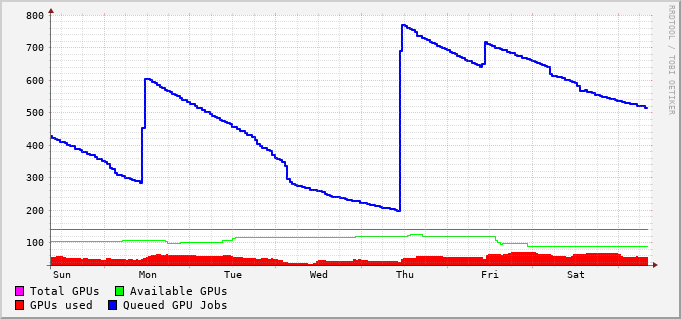 800
700
600
500
400
300
200
100
Sun Mon Tue Wed Thu Fri Sat
Total GPUs Available GPUs
GPUs used Queued GPU Jobs
RRDTOOL / TOBI OETIKER